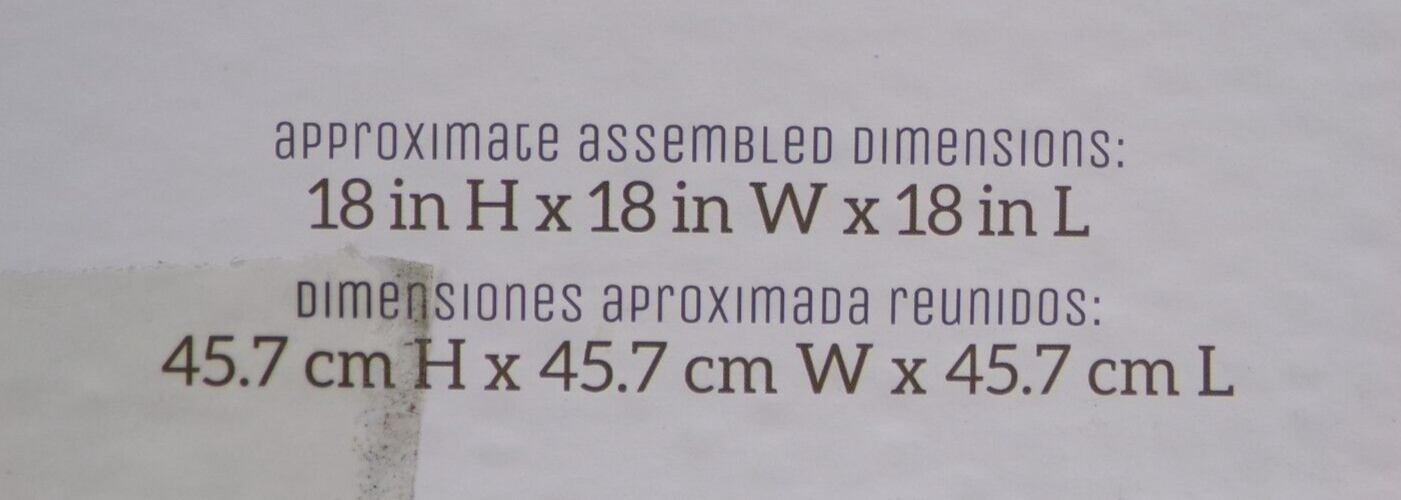 approximate assembled dimensions:
18 in H x 18 in W x 18 in L
dimensiones aproximada reunidos:
45.7 cm H x 45.7 cm W x 45.7 cm L